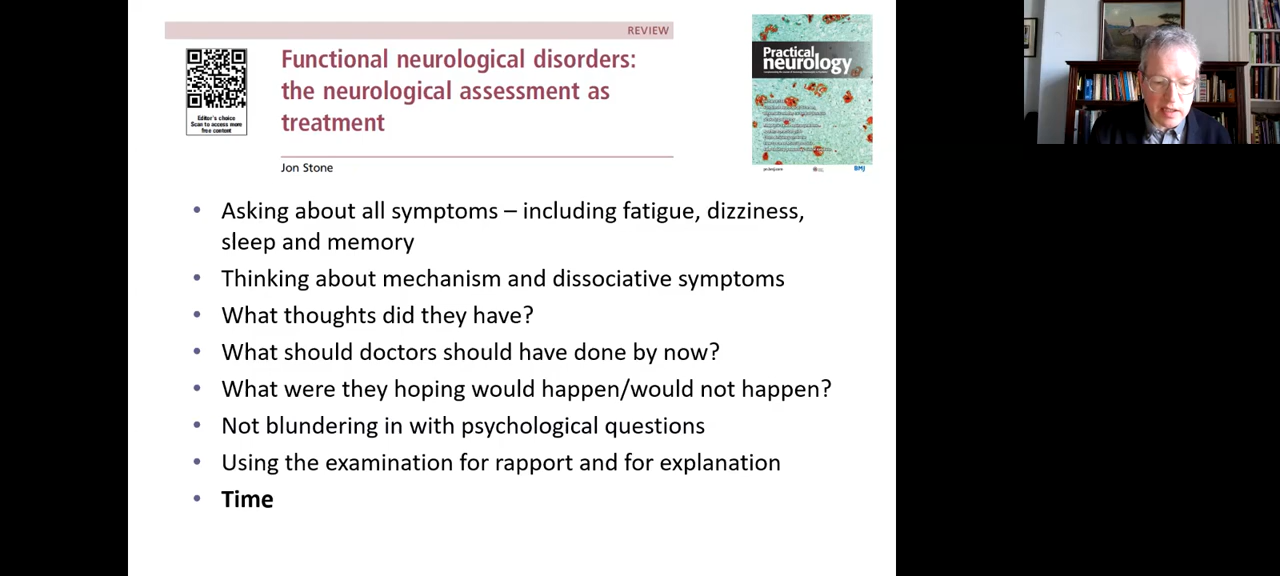 REVIEW
Functional neurological disorders:
the neurological assessment as
treatment
Editor's choice
Scan to access more
free content
Jon Stone
Practical
neurology
BMJ
• Asking about all symptoms – including fatigue, dizziness,
sleep and memory
• Thinking about mechanism and dissociative symptoms
• What thoughts did they have?
• What should doctors should have done by now?
• What were they hoping would happen/would not happen?
• Not blundering in with psychological questions
• Using the examination for rapport and for explanation
• Time